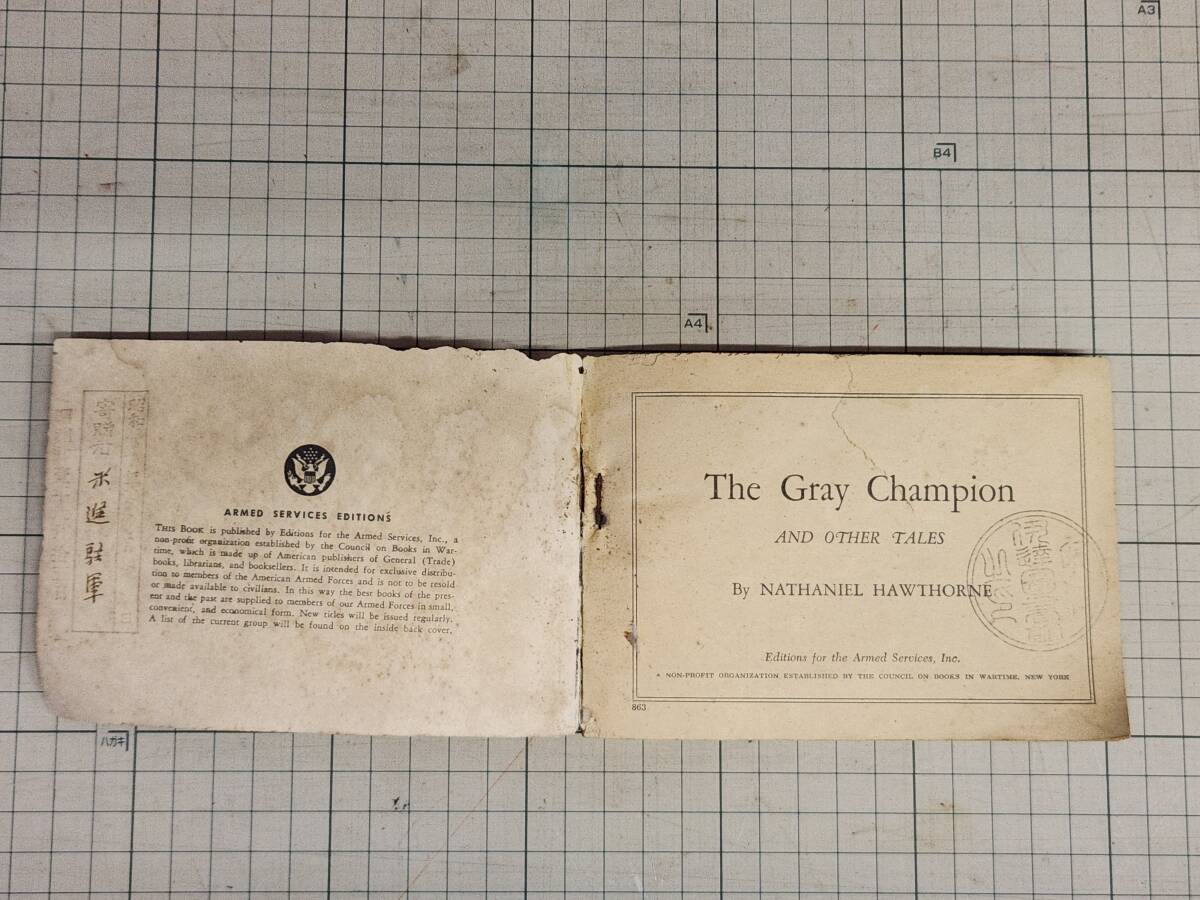 A3
B4
A4
昭和
寄贈者 米進駐軍
ARMED SERVICES EDITIONS
THIS BOOK is published by Editions for the Armed Services, Inc., a
non-profit organization established by the Council on Books in War-
time, which is made up of American publishers of General (Trade)
books, librarians, and booksellers. It is intended for exclusive distribu-
tion to members of the American Armed Forces and is not to be resold
or made available to civilians. In this way the best books of the pres-
ent and the past are supplied to members of our Armed Forces in small,
convenient, and economical form. New titles will be issued regularly.
A list of the current group will be found on the inside back cover.
The Gray Champion
AND OTHER TALES
By NATHANIEL HAWTHORNE
Editions for the Armed Services, Inc.
A NON-PROFIT ORGANIZATION ESTABLISHED BY THE COUNCIL ON BOOKS IN WARTIME, NEW YORK
863
ハガキ